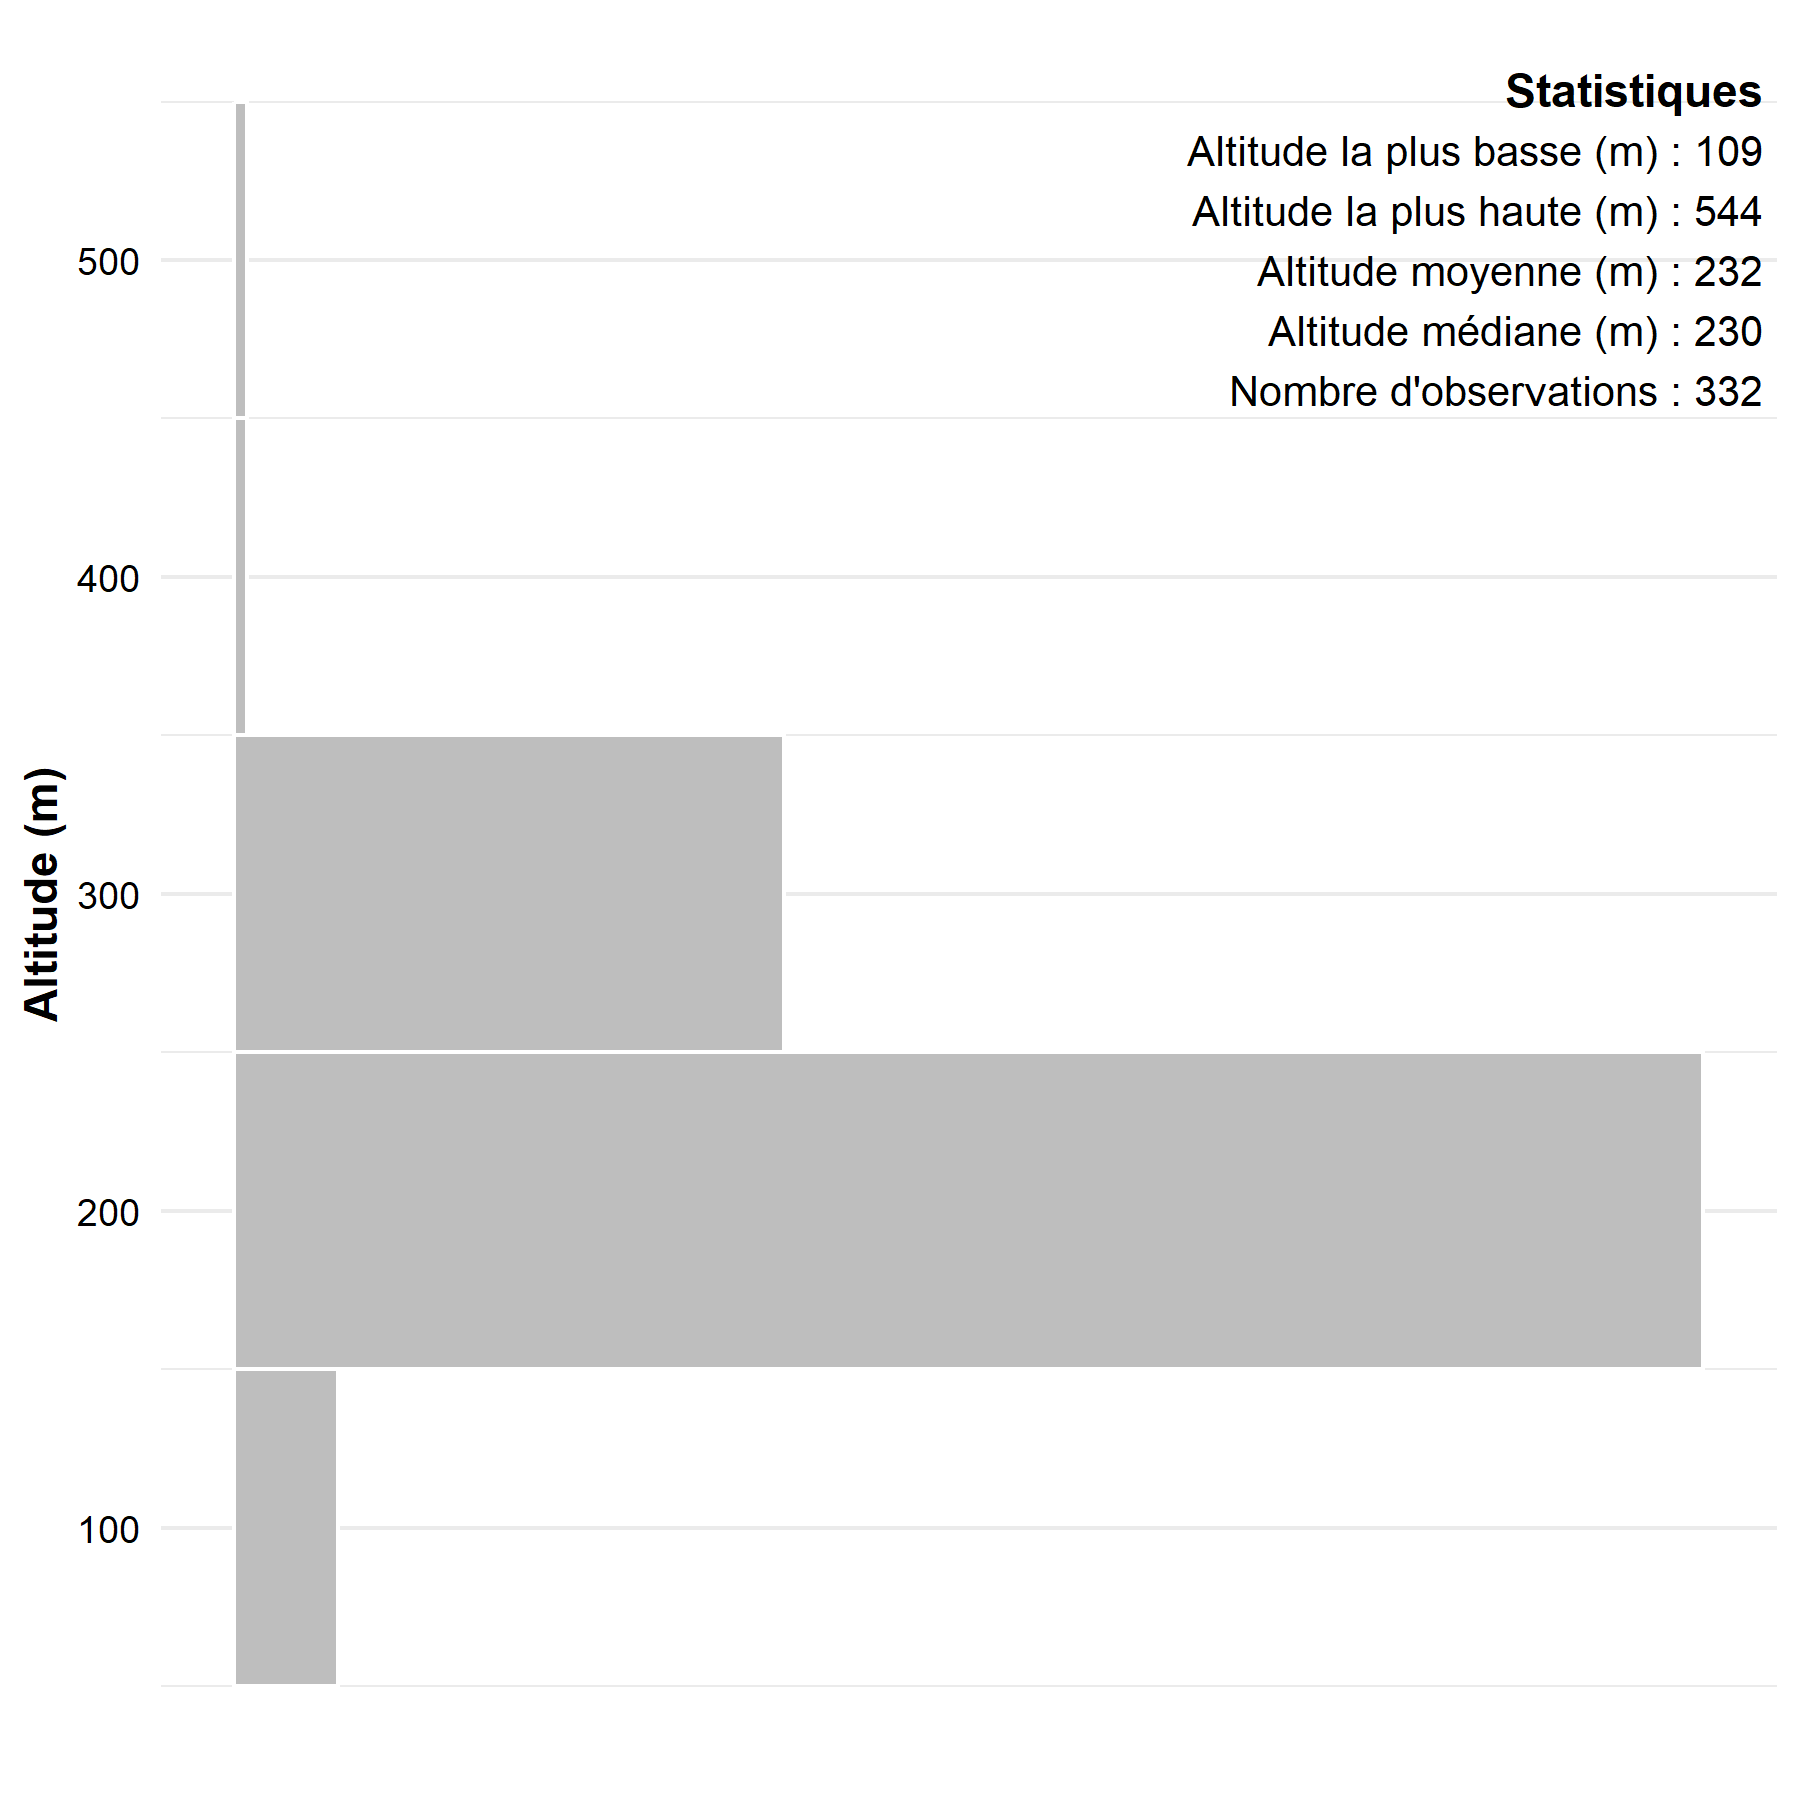 Statistiques
Altitude la plus basse (m) : 109
Altitude la plus haute (m) : 544
Altitude moyenne (m) : 232
Altitude médiane (m) : 230
Nombre d'observations : 332
Altitude (m)
500
400
300
200
100